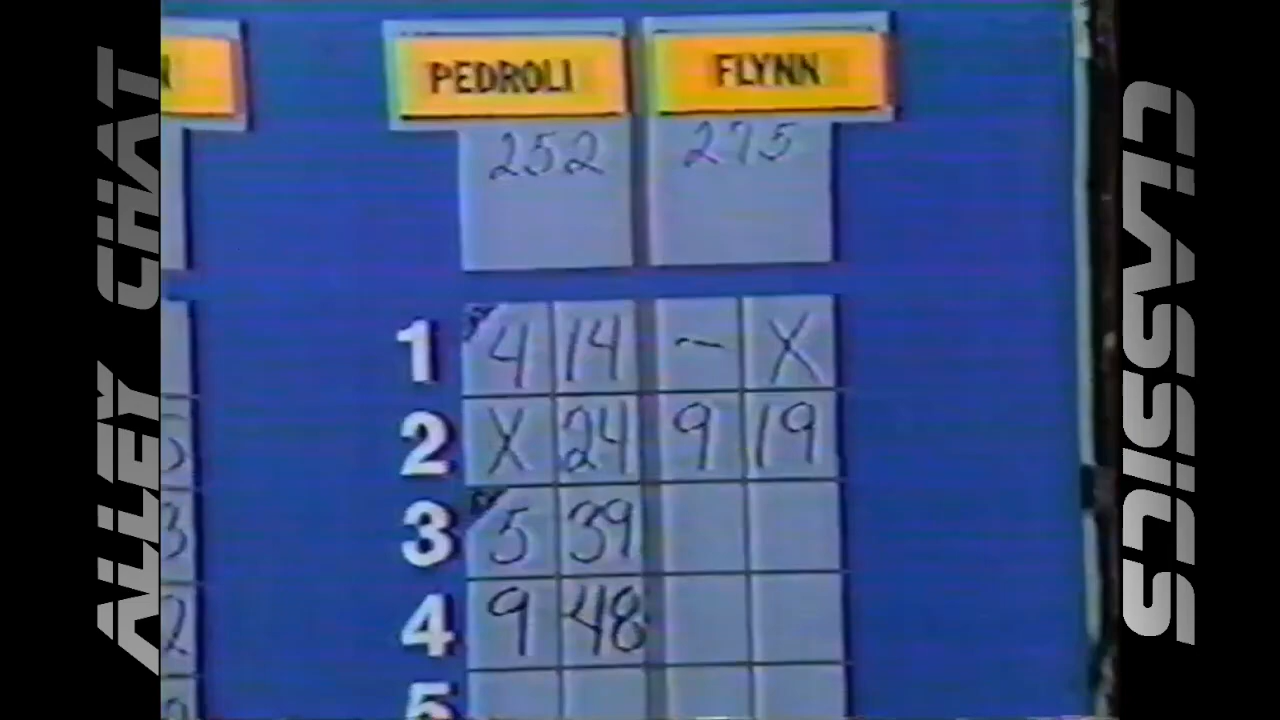 ALLEY CHAT
CLASSICS
PEDROLI FLYNN
252 275
1 4 14 - X
2 X 24 9 19
3 5 39
4 9 48
5